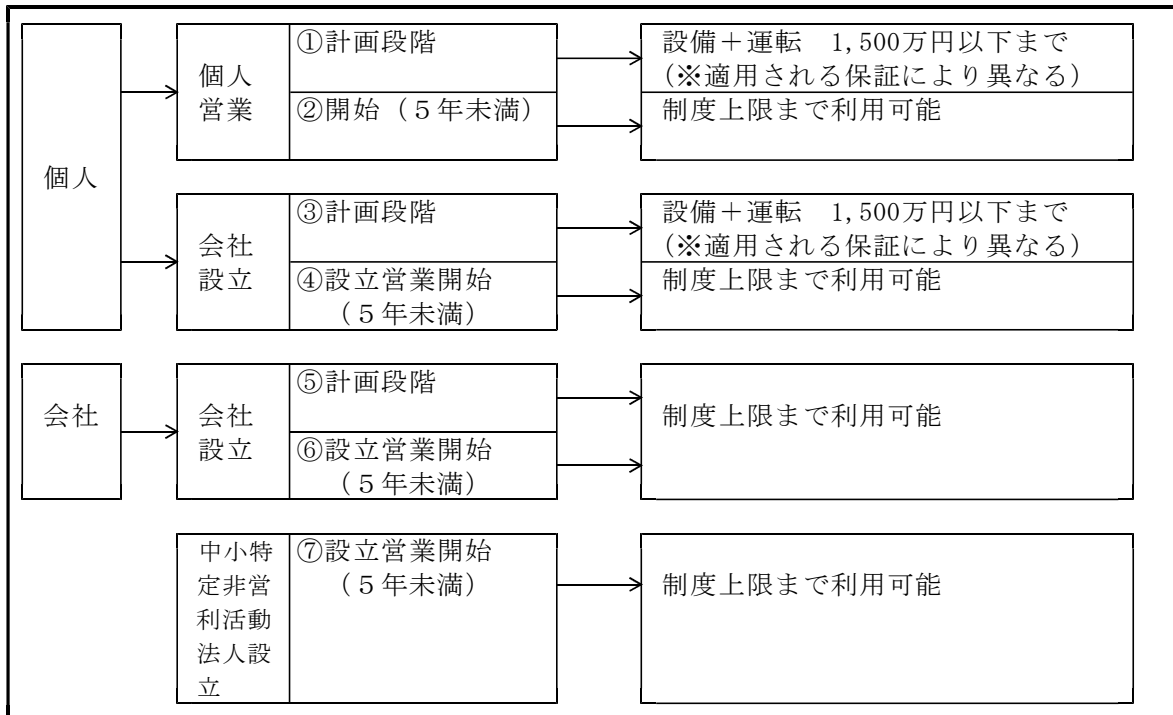 個人
個人
営業
①計画段階
設備＋運転　1,500万円以下まで
(※適用される保証により異なる)
②開始（５年未満）
制度上限まで利用可能
会社
設立
③計画段階
設備＋運転　1,500万円以下まで
(※適用される保証により異なる)
④設立営業開始
（５年未満）
制度上限まで利用可能
会社
会社
設立
⑤計画段階
⑥設立営業開始
（５年未満）
制度上限まで利用可能
中小特
定非営
利活動
法人設
立
⑦設立営業開始
（５年未満）
制度上限まで利用可能